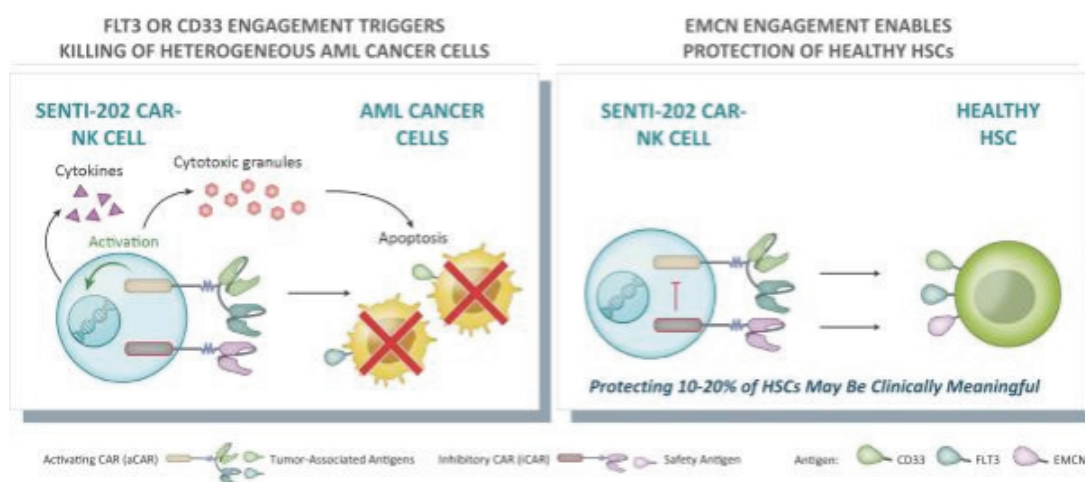 FLT3 OR CD33 ENGAGEMENT TRIGGERS
KILLING OF HETEROGENEOUS AML CANCER CELLS
SENTI-202 CAR-
NK CELL
AML CANCER
CELLS
Cytokines
Cytotoxic granules
Activation
Apoptosis
EMCN ENGAGEMENT ENABLES
PROTECTION OF HEALTHY HSCs
SENTI-202 CAR-
NK CELL
HEALTHY
HSC
Protecting 10-20% of HSCs May Be Clinically Meaningful
Activating CAR (aCAR)
Tumor-Associated Antigens
Inhibitory CAR (iCAR)
Safety Antigen
Antigen:
CD33
FLT3
EMCN